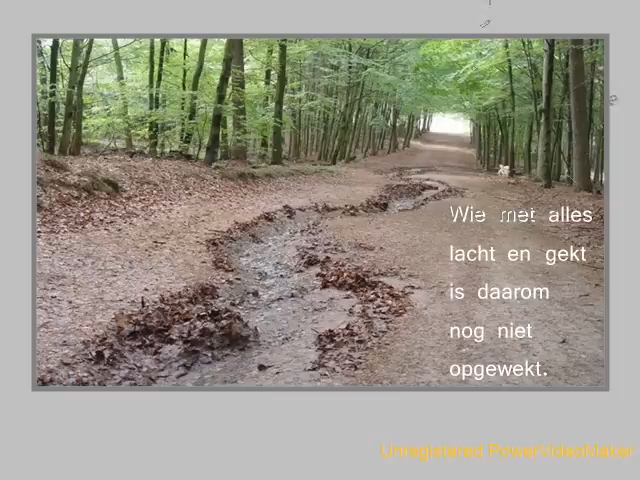 Wie met alles
lacht en gekt
is daarom
nog niet
opgewekt.
Unregistered PowerVideoMaker